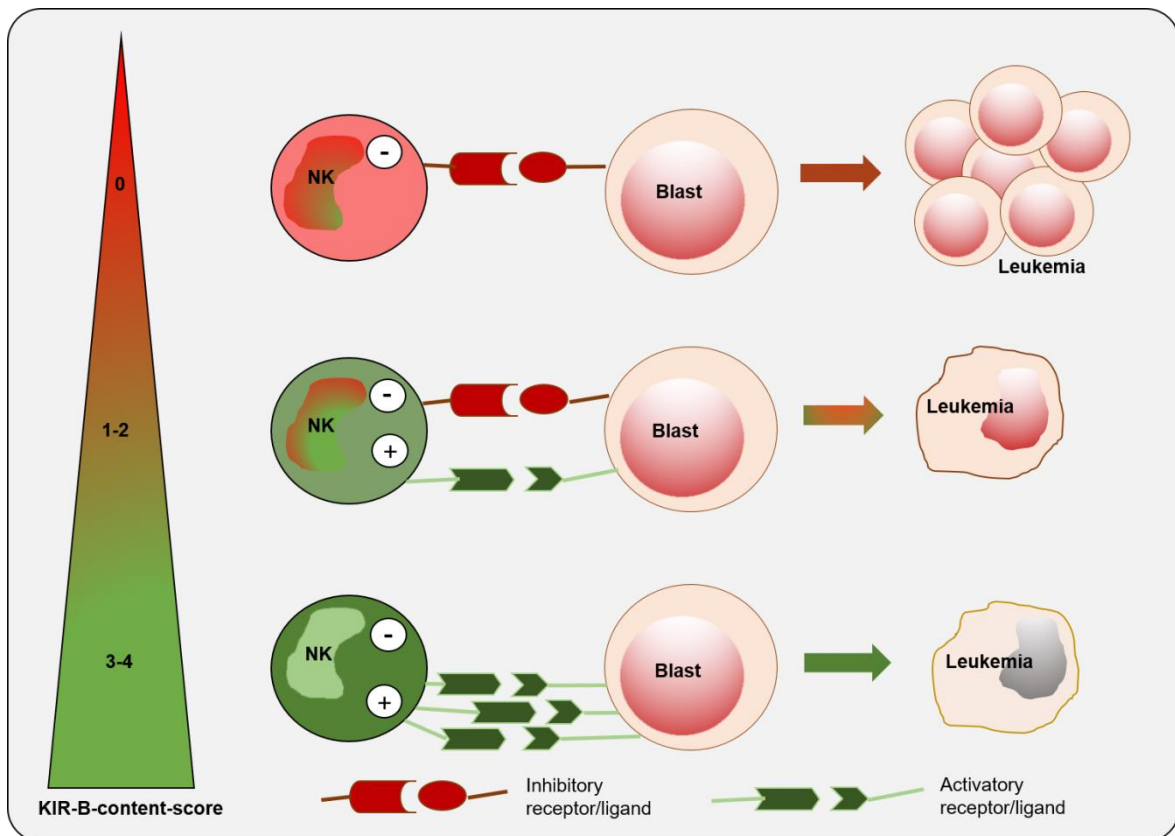 0
NK
-
Blast
Leukemia
1-2
NK
-
+
Blast
Leukemia
3-4
NK
-
+
Blast
Leukemia
KIR-B-content-score
Inhibitory
receptor/ligand
Activatory
receptor/ligand